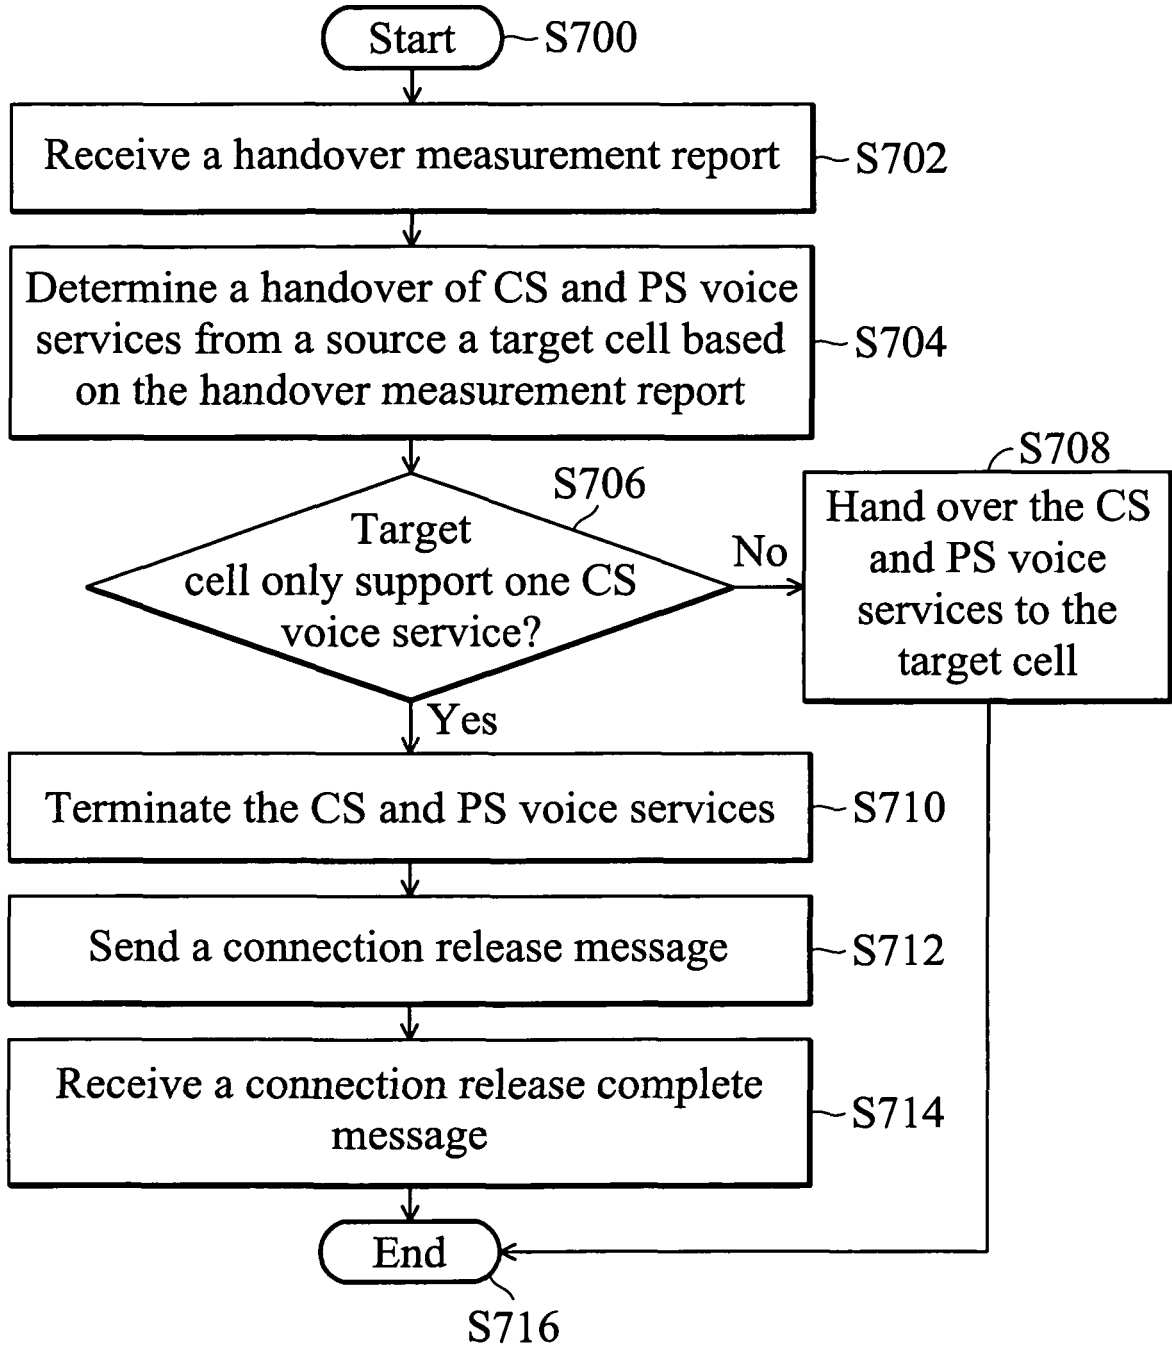 Start
S700
Receive a handover measurement report
S702
Determine a handover of CS and PS voice
services from a source a target cell based
on the handover measurement report
S704
S706
Target
cell only support one CS
voice service?
No
S708
Hand over the CS
and PS voice
services to the
target cell
Yes
Terminate the CS and PS voice services
S710
Send a connection release message
S712
Receive a connection release complete
message
S714
End
S716